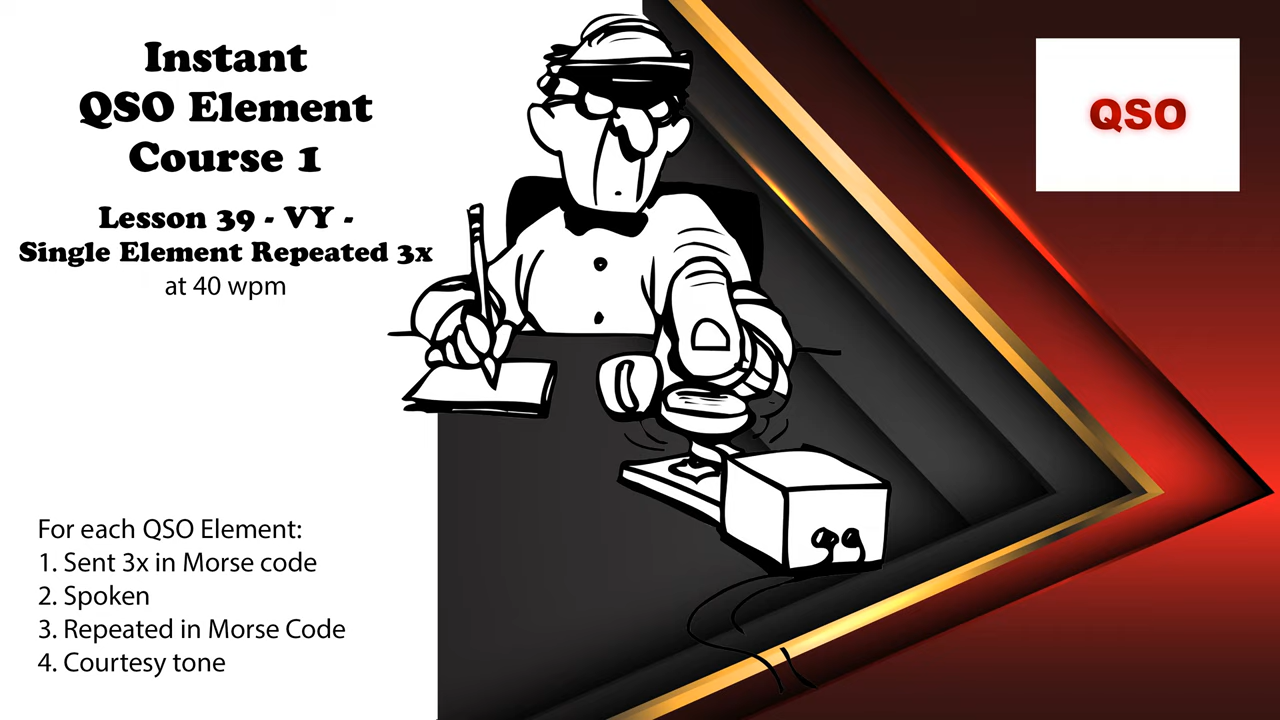 Instant
QSO Element
Course 1
Lesson 39 - VY -
Single Element Repeated 3x
at 40 wpm
QSO
For each QSO Element:
1. Sent 3x in Morse code
2. Spoken
3. Repeated in Morse Code
4. Courtesy tone